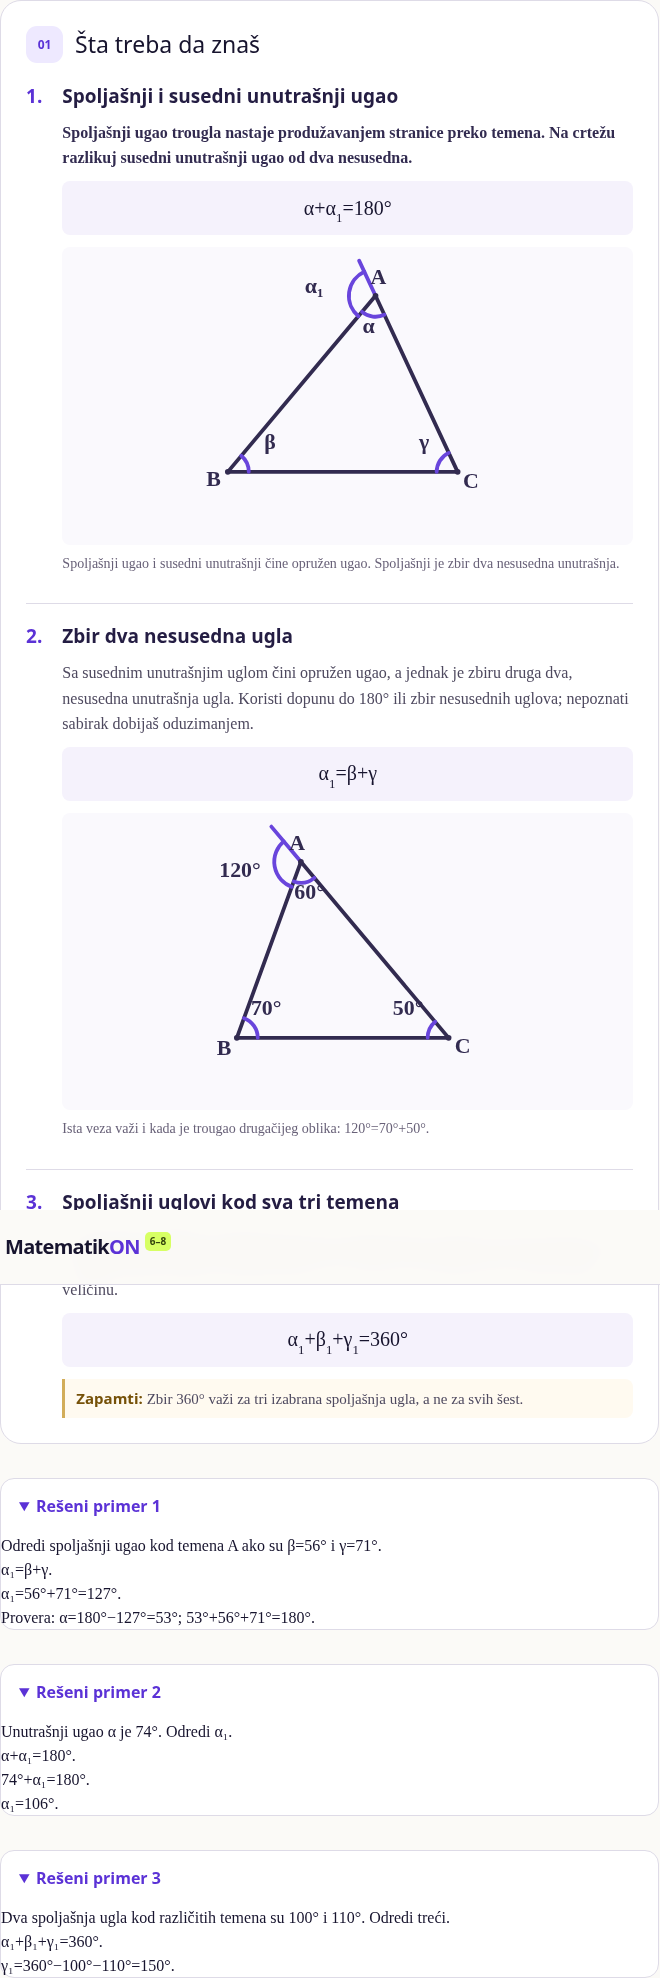 01 Šta treba da znaš
1. Spoljašnji i susedni unutrašnji ugao
Spoljašnji ugao trougla nastaje produžavanjem stranice preko temena. Na crtežu
razlikuj susedni unutrašnji ugao od dva nesusedna.
α+α₁=180°
α₁ A
α
β γ
B C
Spoljašnji ugao i susedni unutrašnji čine opružen ugao. Spoljašnji je zbir dva nesusedna unutrašnja.
2. Zbir dva nesusedna ugla
Sa susednim unutrašnjim uglom čini opružen ugao, a jednak je zbiru druga dva,
nesusedna unutrašnja ugla. Koristi dopunu do 180° ili zbir nesusednih uglova; nepoznati
sabirak dobijaš oduzimanjem.
α₁=β+γ
A
120°
60°
70° 50°
B C
Ista veza važi i kada je trougao drugačijeg oblika: 120°=70°+50°.
3. Spoljašnji uglovi kod sva tri temena
MatematikON 6–8
veličinu.
α₁+β₁+γ₁=360°
Zapamti: Zbir 360° važi za tri izabrana spoljašnja ugla, a ne za svih šest.
▼ Rešeni primer 1
Odredi spoljašnji ugao kod temena A ako su β=56° i γ=71°.
α₁=β+γ.
α₁=56°+71°=127°.
Provera: α=180°−127°=53°; 53°+56°+71°=180°.
▼ Rešeni primer 2
Unutrašnji ugao α je 74°. Odredi α₁.
α+α₁=180°.
74°+α₁=180°.
α₁=106°.
▼ Rešeni primer 3
Dva spoljašnja ugla kod različitih temena su 100° i 110°. Odredi treći.
α₁+β₁+γ₁=360°.
γ₁=360°−100°−110°=150°.